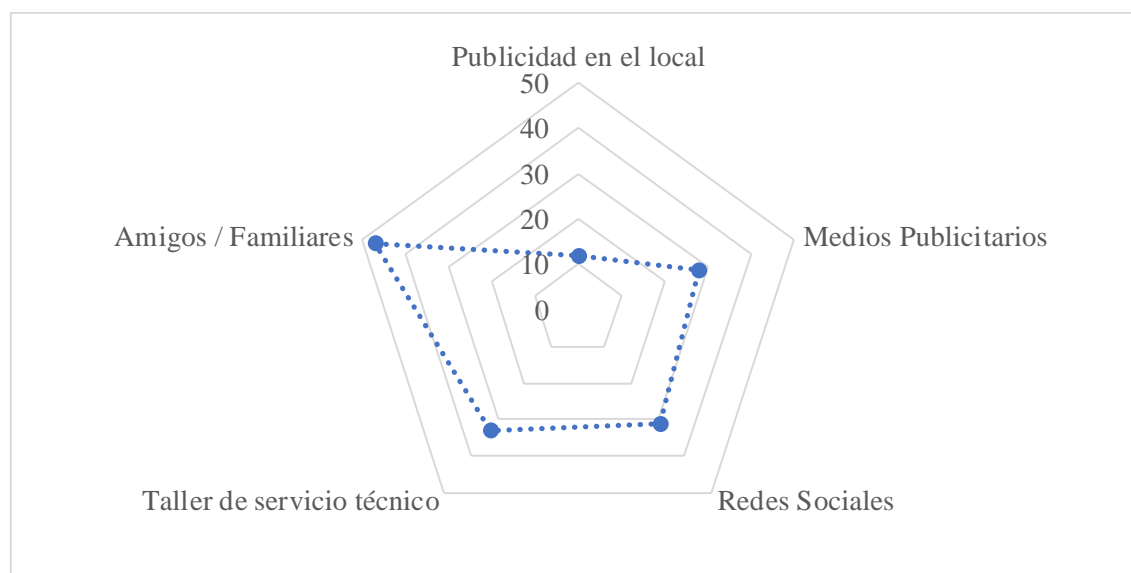 Publicidad en el local
50
40
30
20
10
0
Amigos / Familiares
Medios Publicitarios
Taller de servicio técnico
Redes Sociales